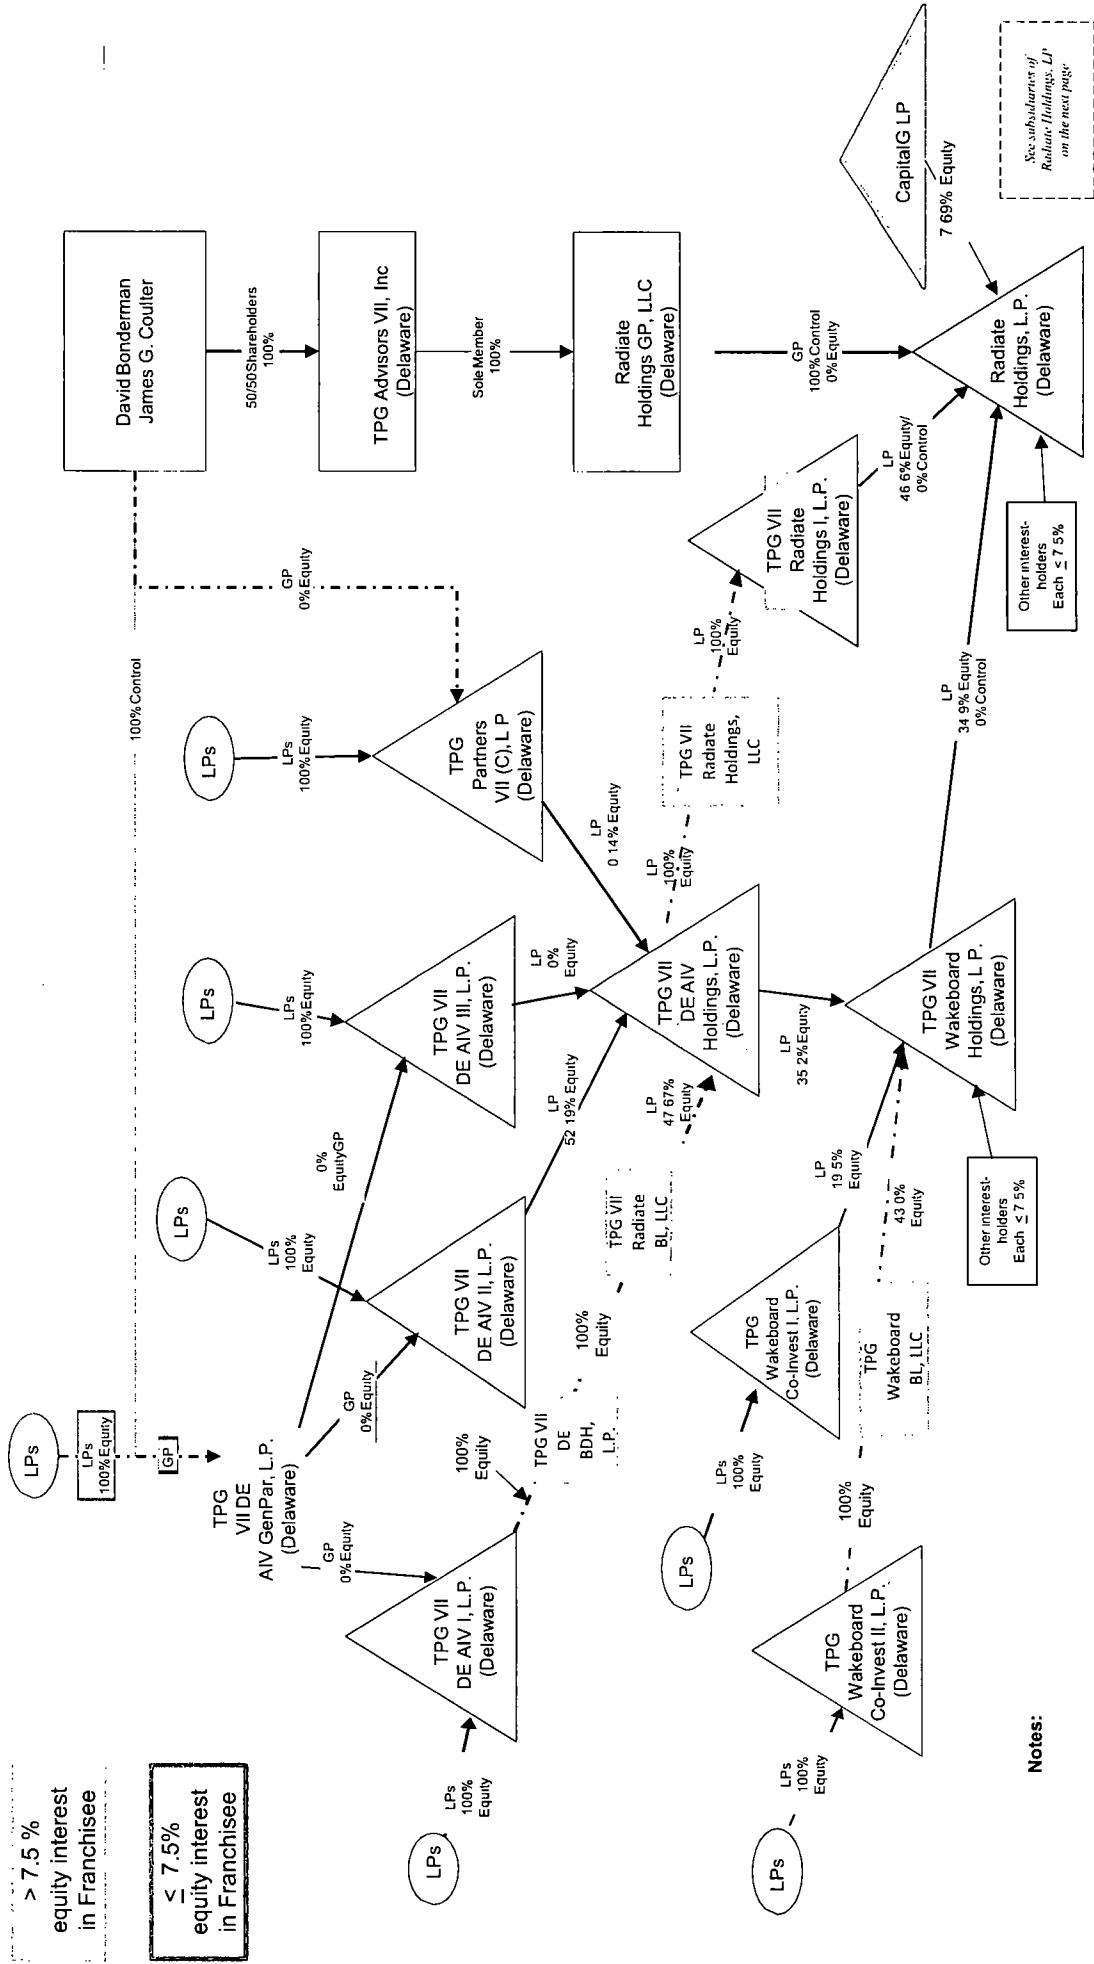 > 7.5 %
equity interest
in Franchisee
≤ 7.5%
equity interest
in Franchisee
LPs
LPs
100% Equity
GP
TPG
VII DE
AIV GenPar, L.P.
(Delaware)
100% Control
David Bonderman
James G. Coulter
50/50 Shareholders
100%
TPG Advisors VII, Inc
(Delaware)
Sole Member
100%
Radiate
Holdings GP, LLC
(Delaware)
GP
100% Control
0% Equity
GP
0% Equity
LPs
LPs
100%
Equity
LPs
LPs
100% Equity
LPs
LPs
100% Equity
GP
0% Equity
GP
0% Equity
0%
EquityGP
LPs
LPs
100%
Equity
TPG VII
DE AIV I, L.P.
(Delaware)
TPG VII
DE AIV II, L.P.
(Delaware)
TPG VII
DE AIV III, L.P.
(Delaware)
TPG
Partners
VII (C), L P
(Delaware)
100%
Equity
TPG VII
DE
BDH,
L.P.
100%
Equity
TPG VII
Radiate
BL, LLC
LP
47 67%
Equity
LP
52 19% Equity
LP
0%
Equity
LP
0 14% Equity
TPG VII
DE AIV
Holdings, L.P.
(Delaware)
LP
100%
Equity
TPG VII
Radiate
Holdings,
LLC
LP
100%
Equity
TPG VII
Radiate
Holdings I, L.P.
(Delaware)
LP
46 6% Equity/
0% Control
CapitalG LP
7 69% Equity
LPs
LPs
100%
Equity
TPG
Wakeboard
Co-Invest II, L.P.
(Delaware)
100%
Equity
TPG
Wakeboard
BL, LLC
43 0%
Equity
LPs
LPs
100%
Equity
TPG
Wakeboard
Co-Invest I, L.P.
(Delaware)
LP
19 5%
Equity
LP
35 2% Equity
TPG VII
Wakeboard
Holdings, L P.
(Delaware)
Other interest-
holders
Each ≤ 7 5%
LP
34 9% Equity
0% Control
Other interest-
holders
Each ≤ 7 5%
Radiate
Holdings, L.P.
(Delaware)
See subsidiaries of
Radiate Holdings, LP
on the next page
Notes: